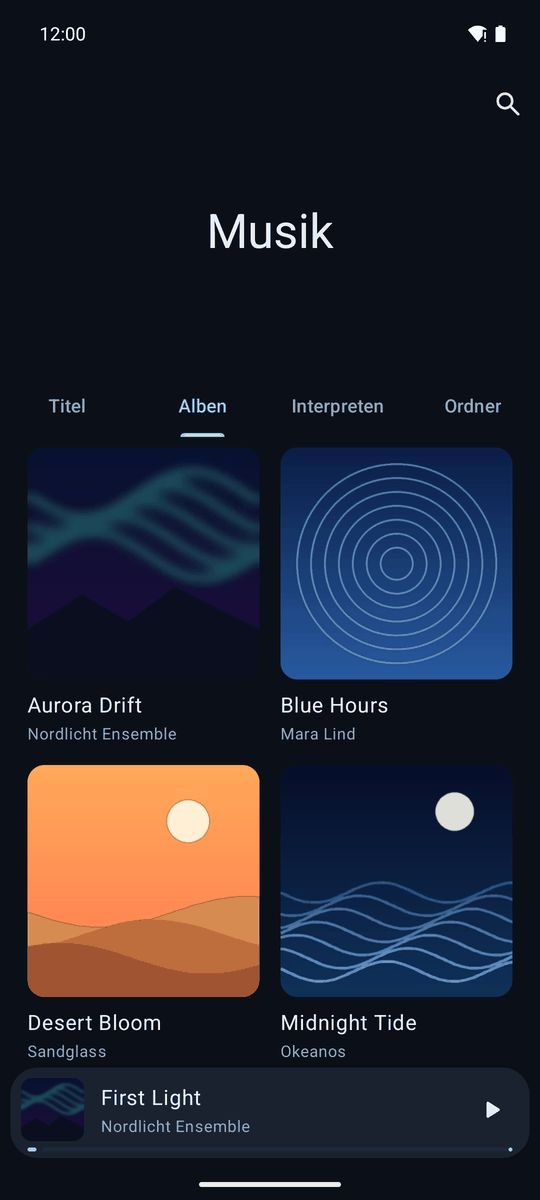 12:00
Musik
Titel Alben Interpreten Ordner
Aurora Drift Blue Hours
Nordlicht Ensemble Mara Lind
Desert Bloom Midnight Tide
Sandglass Okeanos
First Light
Nordlicht Ensemble